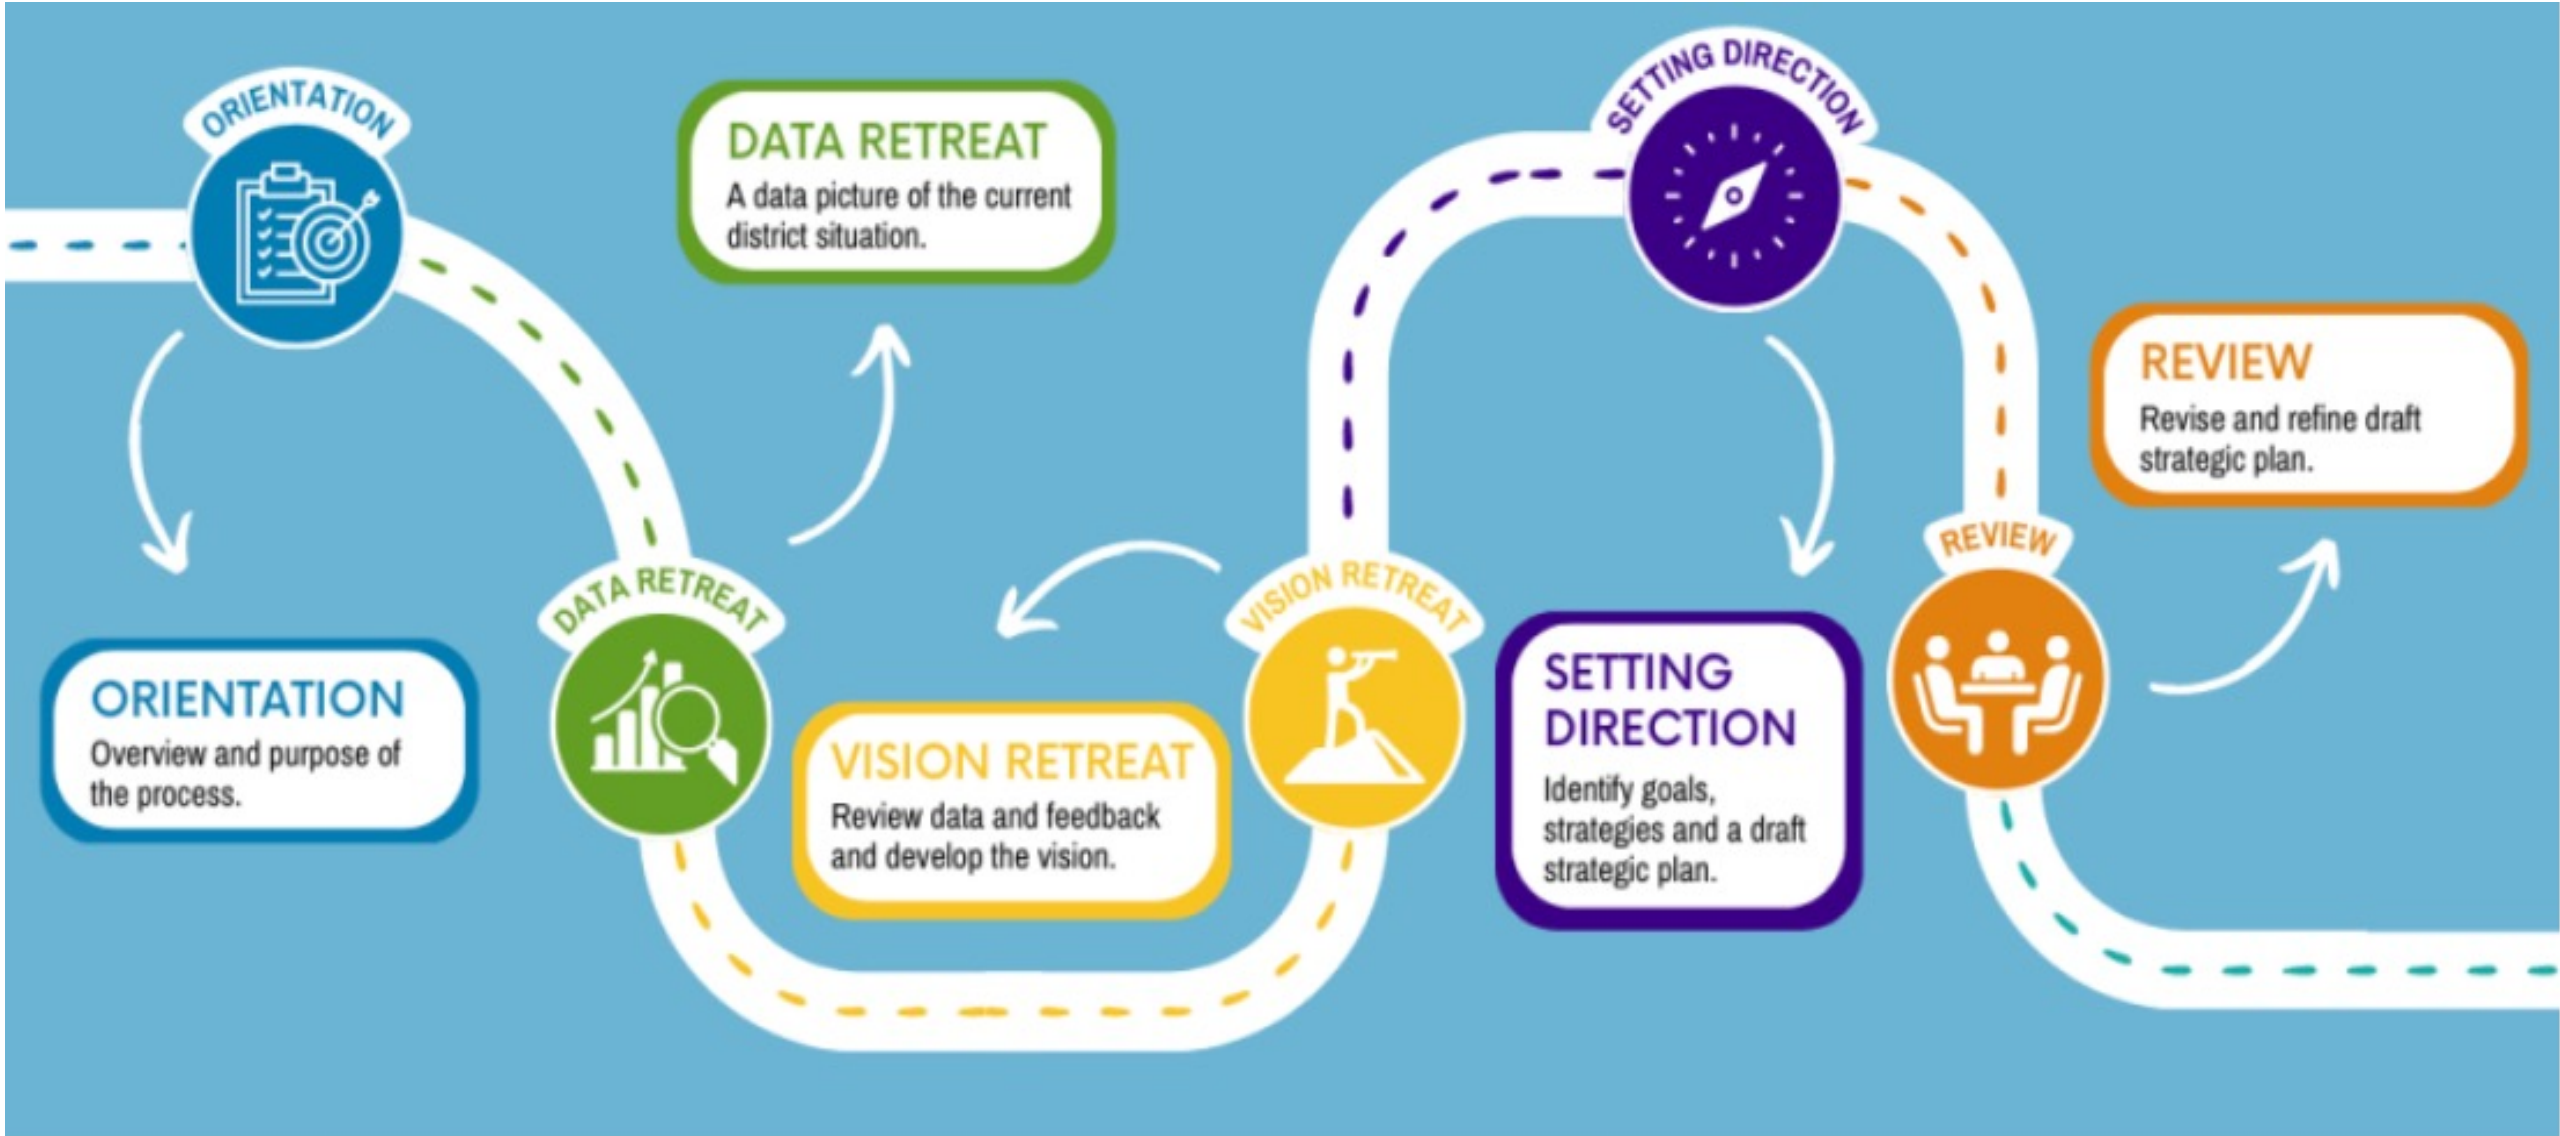 ORIENTATION
ORIENTATION
Overview and purpose of
the process.
DATA RETREAT
A data picture of the current
district situation.
DATA RETREAT
VISION RETREAT
VISION RETREAT
Review data and feedback
and develop the vision.
SETTING DIRECTION
SETTING
DIRECTION
Identify goals,
strategies and a draft
strategic plan.
REVIEW
REVIEW
Revise and refine draft
strategic plan.